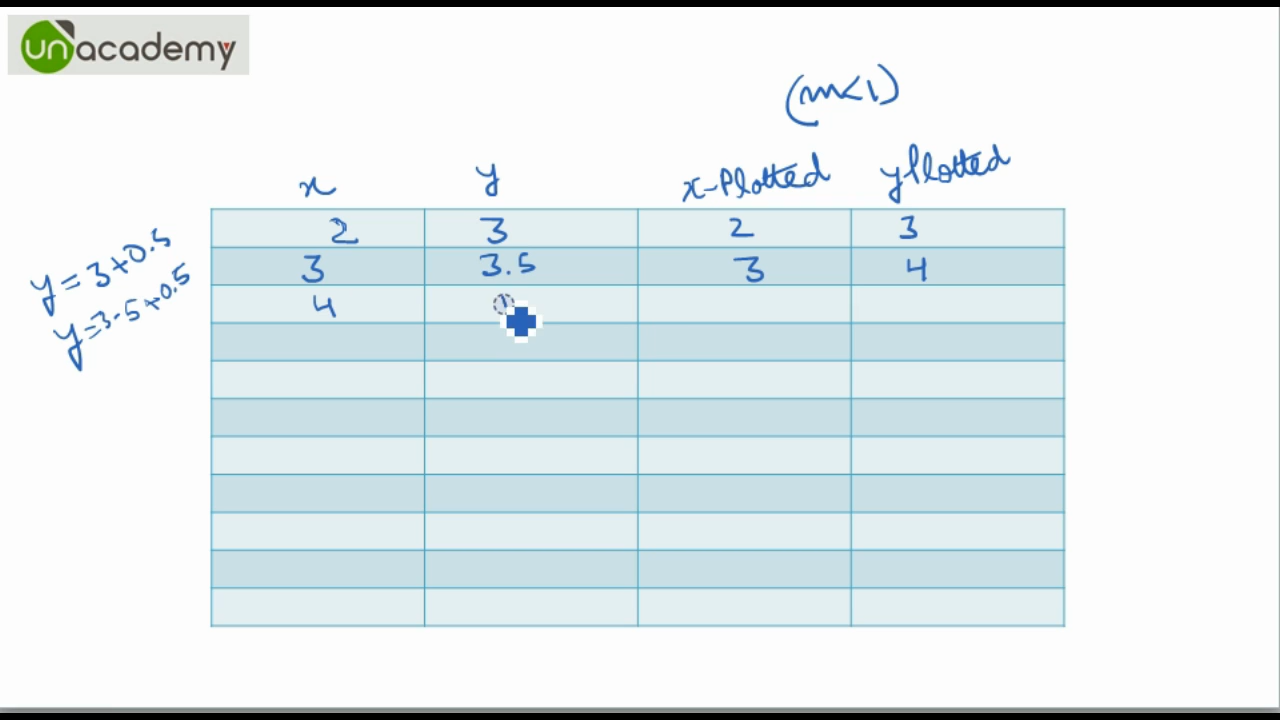 unacademy
(m<1)
x y x-Plotted y Plotted
2 3 2 3
y=3+0.5
3 3.5 3 4
y=3.5+0.5
4